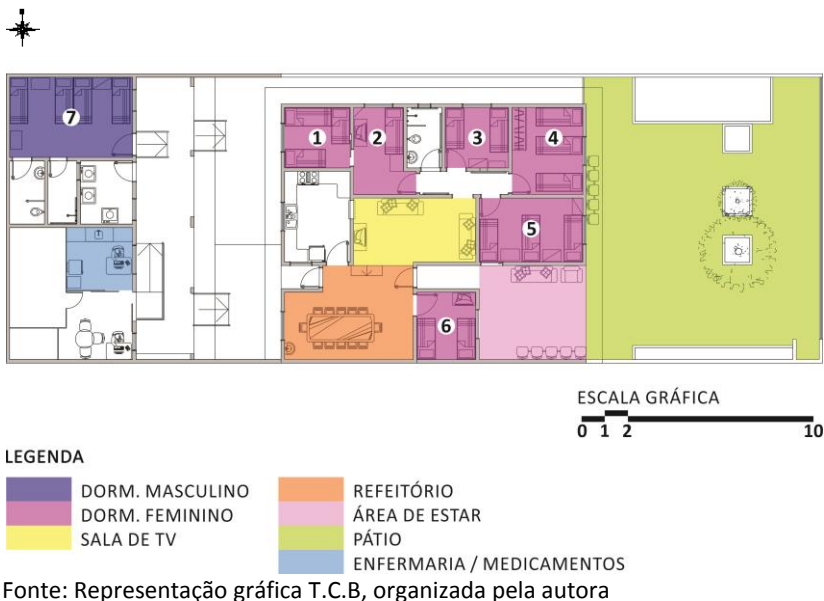 7
1
2
3
4
5
6
ESCALA GRÁFICA
0 1 2 10
LEGENDA
DORM. MASCULINO
DORM. FEMININO
SALA DE TV
REFEITÓRIO
ÁREA DE ESTAR
PÁTIO
ENFERMARIA / MEDICAMENTOS
Fonte: Representação gráfica T.C.B, organizada pela autora